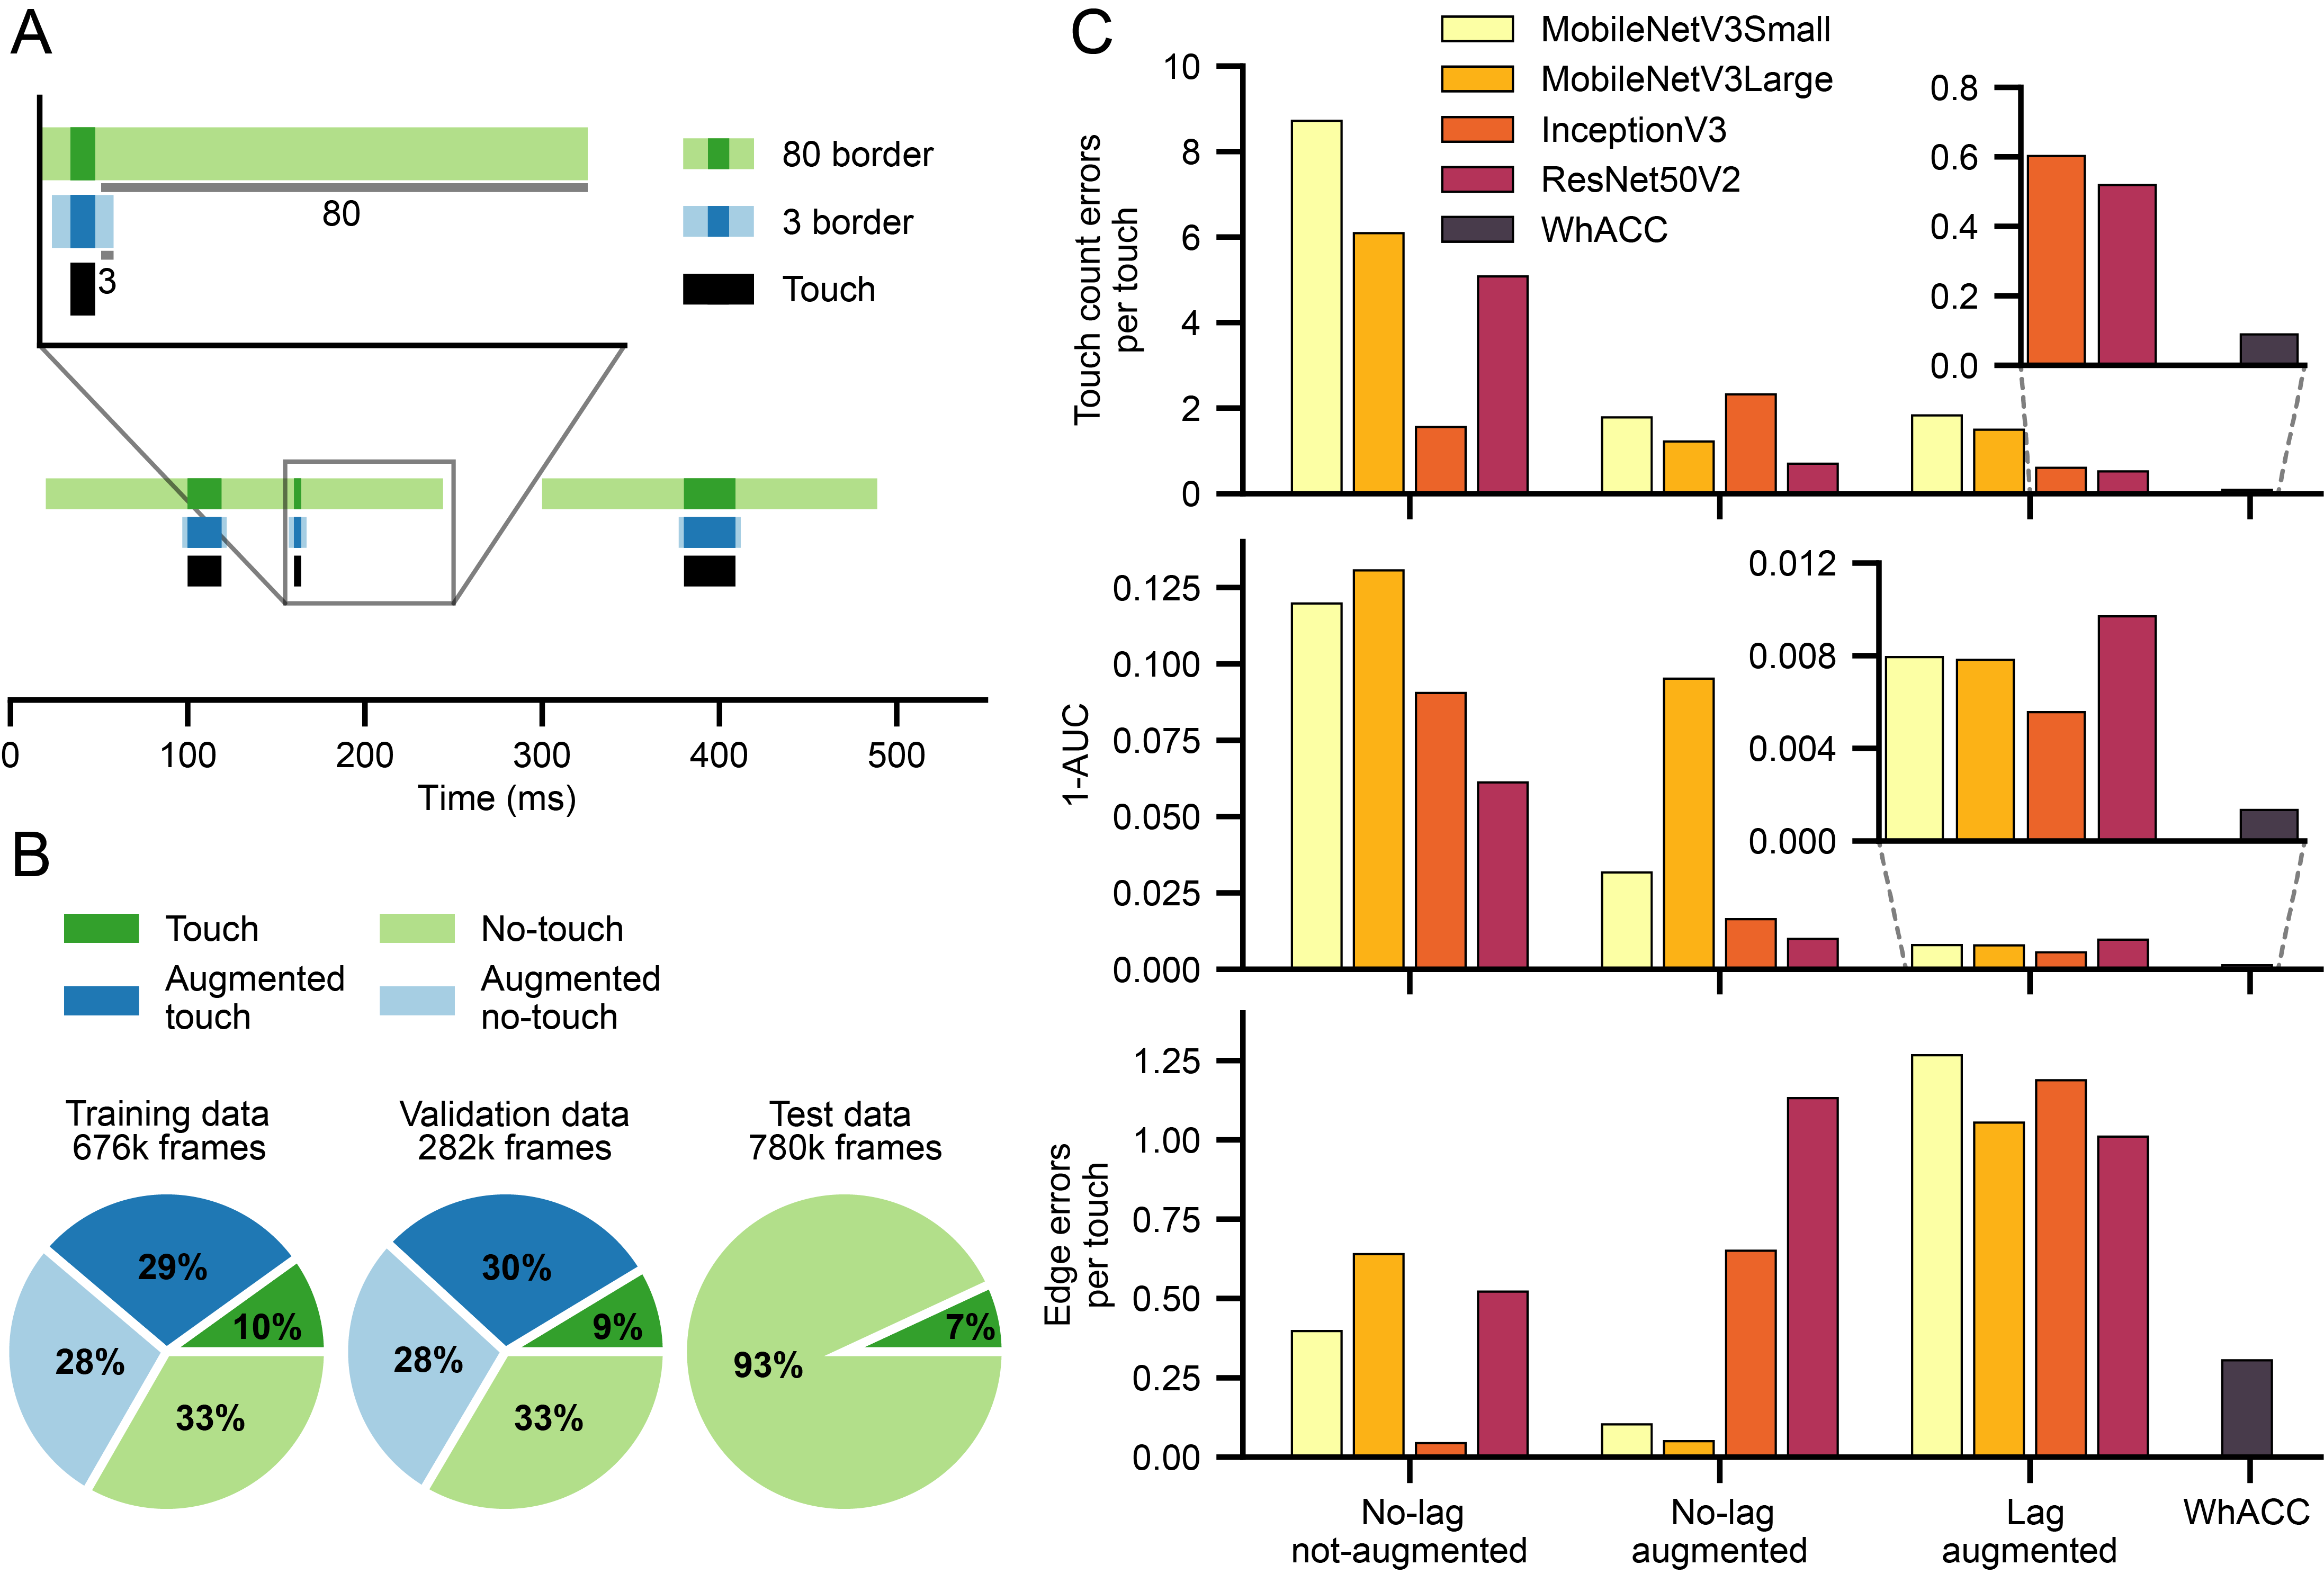 A
80 border
3 border
Touch
80
3
0
100
200
300
400
500
Time (ms)
B
Touch
No-touch
Augmented
touch
Augmented
no-touch
Training data
676k frames
Validation data
282k frames
Test data
780k frames
29%
10%
28%
33%
30%
9%
28%
33%
7%
93%
C
MobileNetV3Small
MobileNetV3Large
InceptionV3
ResNet50V2
WhACC
Touch count errors
per touch
10
8
6
4
2
0
0.8
0.6
0.4
0.2
0.0
1-AUC
0.125
0.100
0.075
0.050
0.025
0.000
0.012
0.008
0.004
0.000
Edge errors
per touch
1.25
1.00
0.75
0.50
0.25
0.00
No-lag
not-augmented
No-lag
augmented
Lag
augmented
WhACC